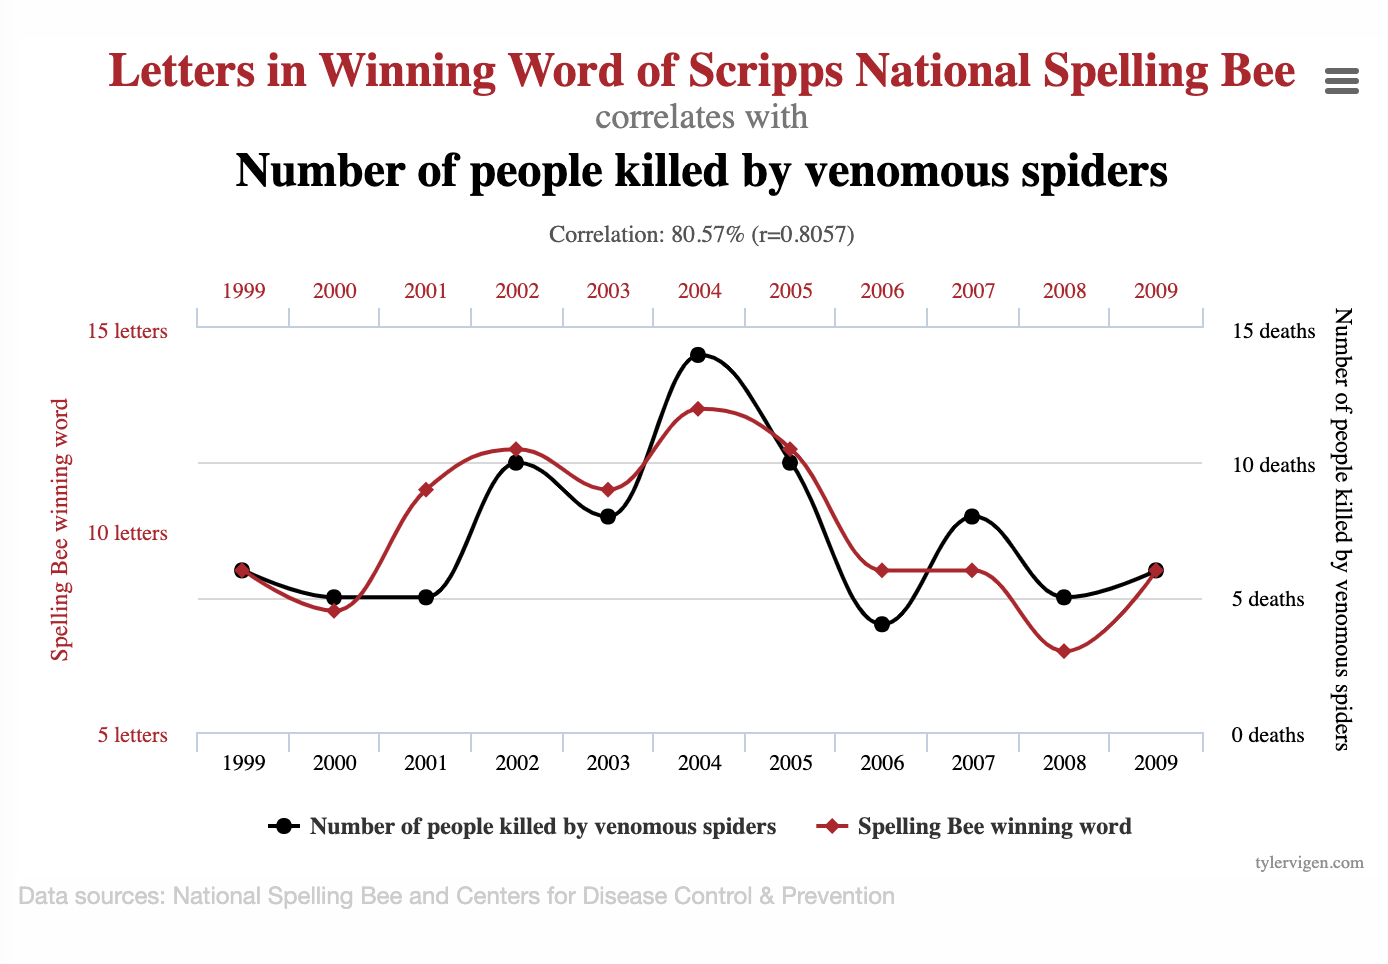 Letters in Winning Word of Scripps National Spelling Bee
correlates with
Number of people killed by venomous spiders
Correlation: 80.57% (r=0.8057)
1999 2000 2001 2002 2003 2004 2005 2006 2007 2008 2009
15 letters
10 letters
5 letters
Spelling Bee winning word
15 deaths
10 deaths
5 deaths
0 deaths
Number of people killed by venomous spiders
1999 2000 2001 2002 2003 2004 2005 2006 2007 2008 2009
Number of people killed by venomous spiders
Spelling Bee winning word
tylervigen.com
Data sources: National Spelling Bee and Centers for Disease Control & Prevention